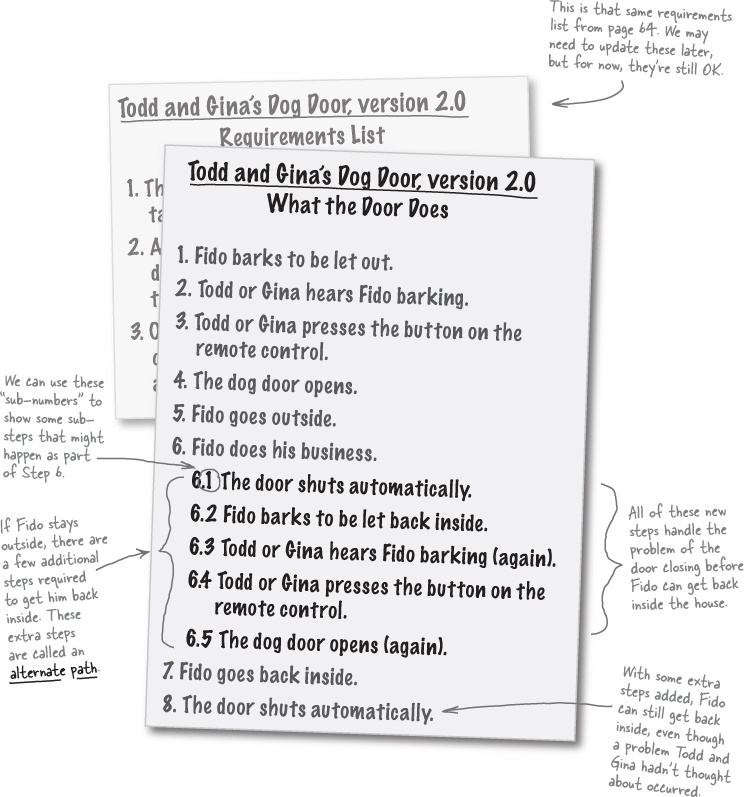 This is that same requirements
list from page 64. We may
need to update these later,
but for now, they're still OK.
Todd and Gina's Dog Door, version 2.0
Requirements List
1. Th
ta
2. A
d
t
3. O
Todd and Gina's Dog Door, version 2.0
What the Door Does
1. Fido barks to be let out.
2. Todd or Gina hears Fido barking.
3. Todd or Gina presses the button on the
remote control.
4. The dog door opens.
5. Fido goes outside.
6. Fido does his business.
6.1 The door shuts automatically.
6.2 Fido barks to be let back inside.
6.3 Todd or Gina hears Fido barking (again).
6.4 Todd or Gina presses the button on the
remote control.
6.5 The dog door opens (again).
7. Fido goes back inside.
8. The door shuts automatically.
We can use these
"sub-numbers" to
show some sub-
steps that might
happen as part
of Step 6.
If Fido stays
outside, there are
a few additional
steps required
to get him back
inside. These
extra steps
are called an
alternate path.
All of these new
steps handle the
problem of the
door closing before
Fido can get back
inside the house.
With some extra
steps added, Fido
can still get back
inside, even though
a problem Todd and
Gina hadn't thought
about occurred.